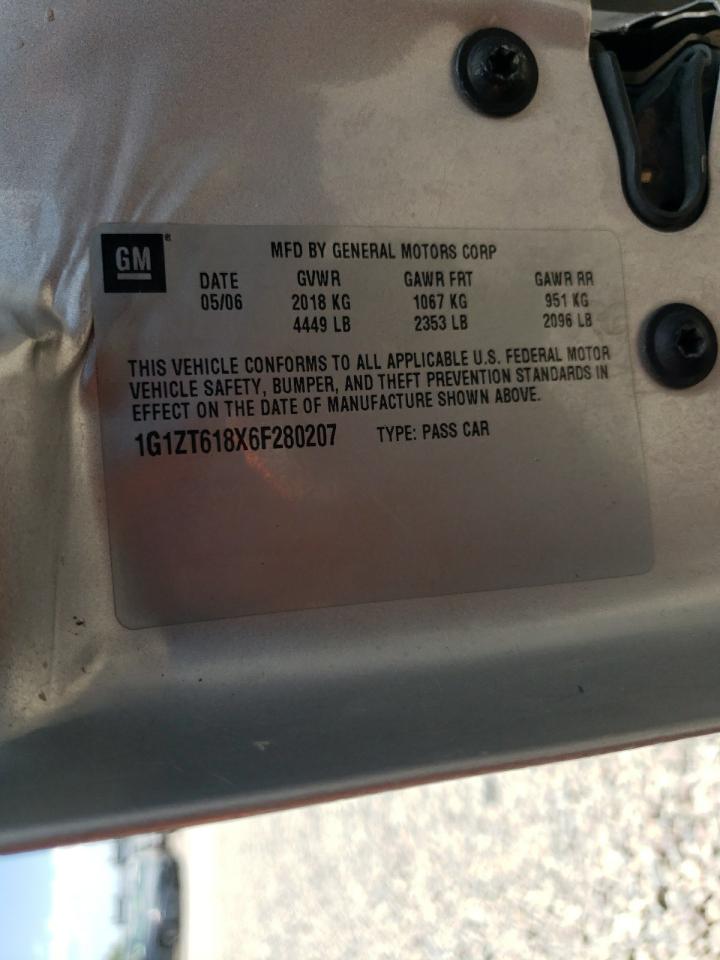 GM®
MFD BY GENERAL MOTORS CORP
DATE GVWR GAWR FRT GAWR RR
05/06 2018 KG 1067 KG 951 KG
4449 LB 2353 LB 2096 LB
THIS VEHICLE CONFORMS TO ALL APPLICABLE U.S. FEDERAL MOTOR
VEHICLE SAFETY, BUMPER, AND THEFT PREVENTION STANDARDS IN
EFFECT ON THE DATE OF MANUFACTURE SHOWN ABOVE.
1G1ZT618X6F280207 TYPE: PASS CAR